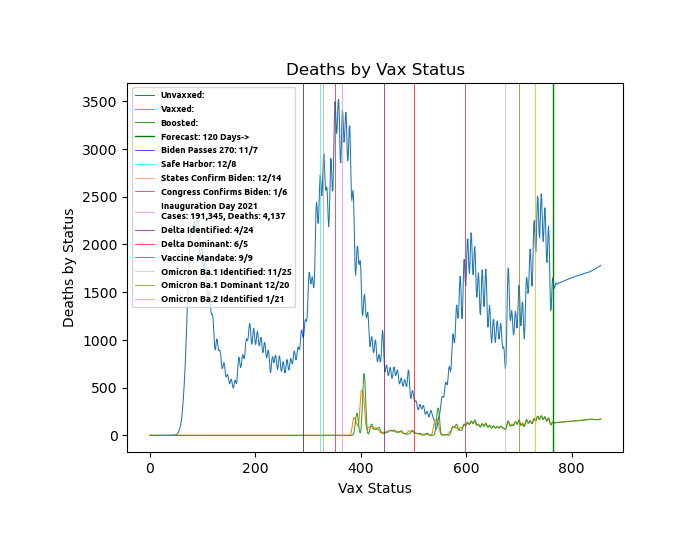 Deaths by Vax Status
Deaths by Status
3500
3000
2500
2000
1500
1000
500
0
Unvaxxed:
Vaxxed:
Boosted:
Forecast: 120 Days->
Biden Passes 270: 11/7
Safe Harbor: 12/8
States Confirm Biden: 12/14
Congress Confirms Biden: 1/6
Inauguration Day 2021
Cases: 191,345, Deaths: 4,137
Delta Identified: 4/24
Delta Dominant: 6/5
Vaccine Mandate: 9/9
Omicron Ba.1 Identified: 11/25
Omicron Ba.1 Dominant 12/20
Omicron Ba.2 Identified 1/21
0 200 400 600 800
Vax Status